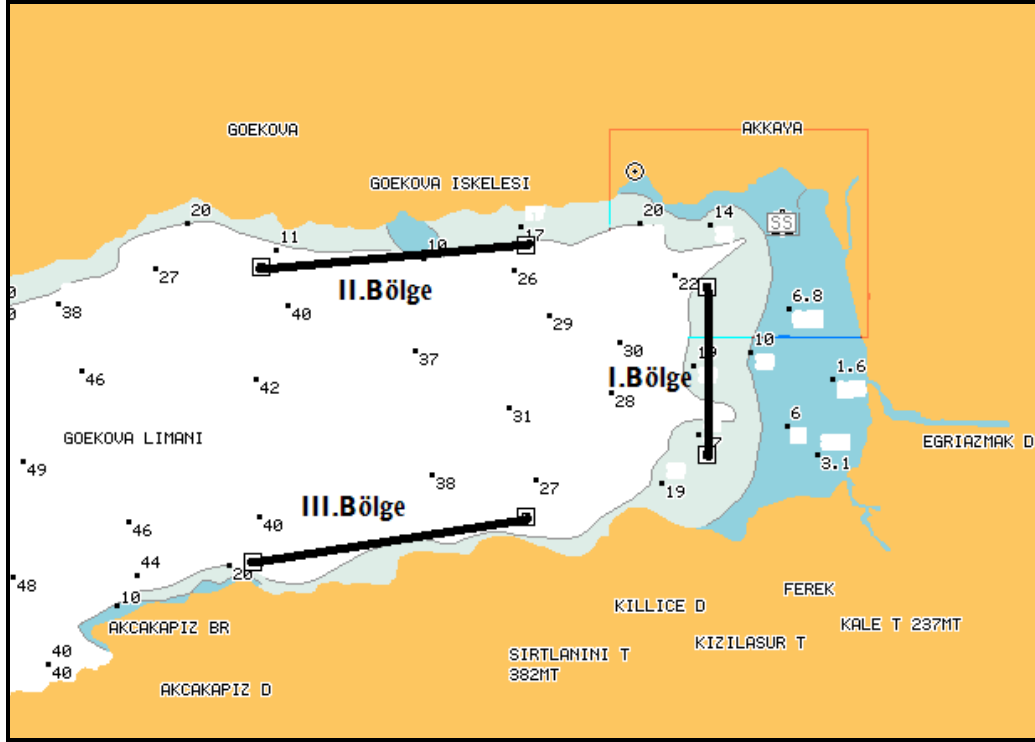 GOEKOVA
AKKAYA
GOEKOVA ISKELESI
20
20
14
SS
17
11
10
27
26
22
II.Bölge
38
40
6.8
29
30
10
37
19
46
42
I.Bölge
1.6
28
31
6
GOEKOVA LIMANI
EGRIAZMAK D
7
49
3.1
38
27
19
III.Bölge
40
46
44
20
48
10
FEREK
KILLICE D
AKCAKAPIZ BR
KALE T 237MT
KIZILASUR T
40
SIRTLANINI T
40
382MT
AKCAKAPIZ D